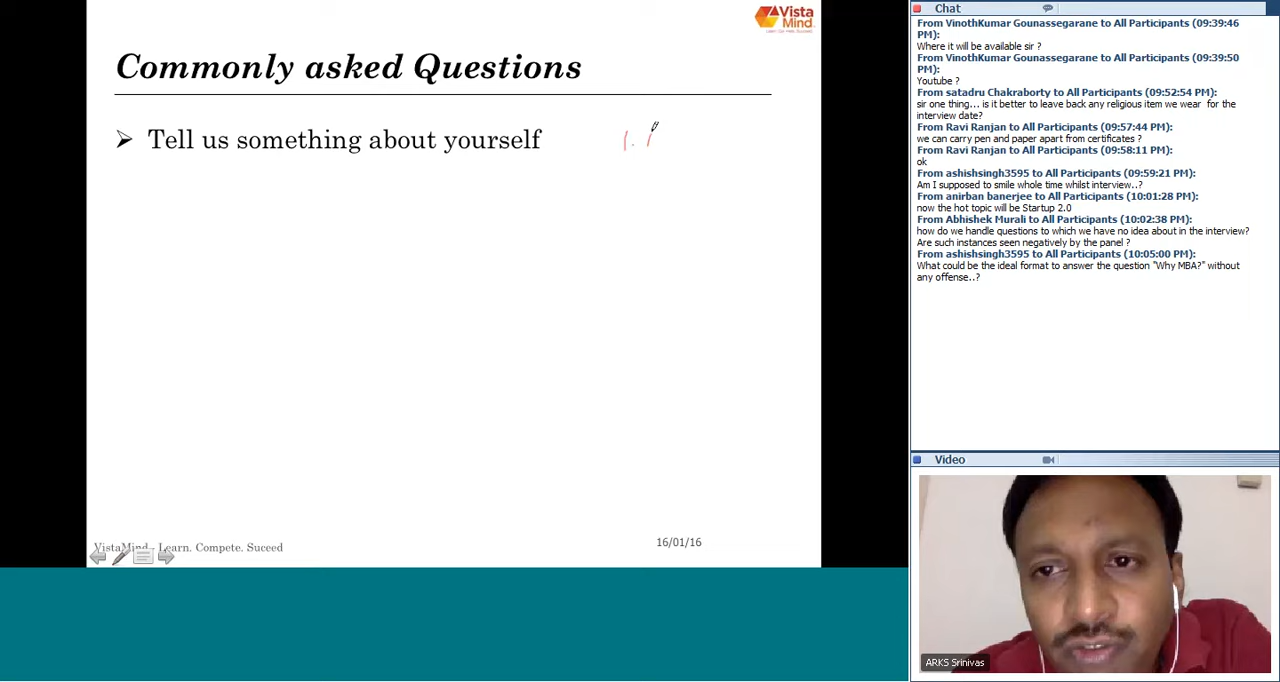 Vista
Mind
Commonly asked Questions
➢ Tell us something about yourself
1.
VistaMind - Learn. Compete. Suceed
16/01/16
Chat
From VinothKumar Gounassegarane to All Participants (09:39:46
PM):
Where it will be available sir ?
From VinothKumar Gounassegarane to All Participants (09:39:50
PM):
Youtube ?
From satadru Chakraborty to All Participants (09:52:54 PM):
sir one thing... is it better to leave back any religious item we wear for the
interview date?
From Ravi Ranjan to All Participants (09:57:44 PM):
we can carry pen and paper apart from certificates ?
From Ravi Ranjan to All Participants (09:58:11 PM):
ok
From ashishsingh3595 to All Participants (09:59:21 PM):
Am I supposed to smile whole time whilst interview..?
From anirban banerjee to All Participants (10:01:28 PM):
now the hot topic will be Startup 2.0
From Abhishek Murali to All Participants (10:02:38 PM):
how do we handle questions to which we have no idea about in the interview?
Are such instances seen negatively by the panel ?
From ashishsingh3595 to All Participants (10:05:00 PM):
What could be the ideal format to answer the question "Why MBA?" without
any offense..?
Video
ARKS Srinivas